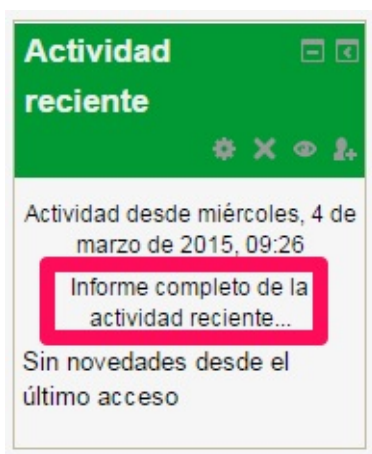 Actividad
reciente
Actividad desde miércoles, 4 de
marzo de 2015, 09:26
Informe completo de la
actividad reciente...
Sin novedades desde el
último acceso